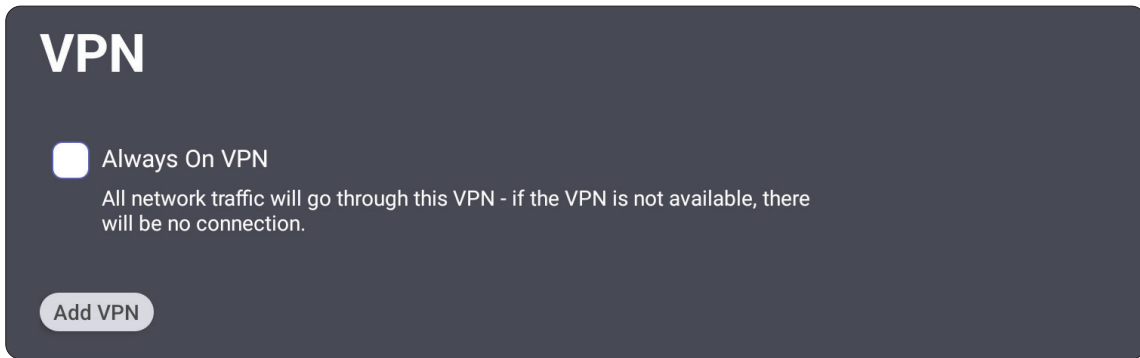 VPN
Always On VPN
All network traffic will go through this VPN - if the VPN is not available, there
will be no connection.
Add VPN